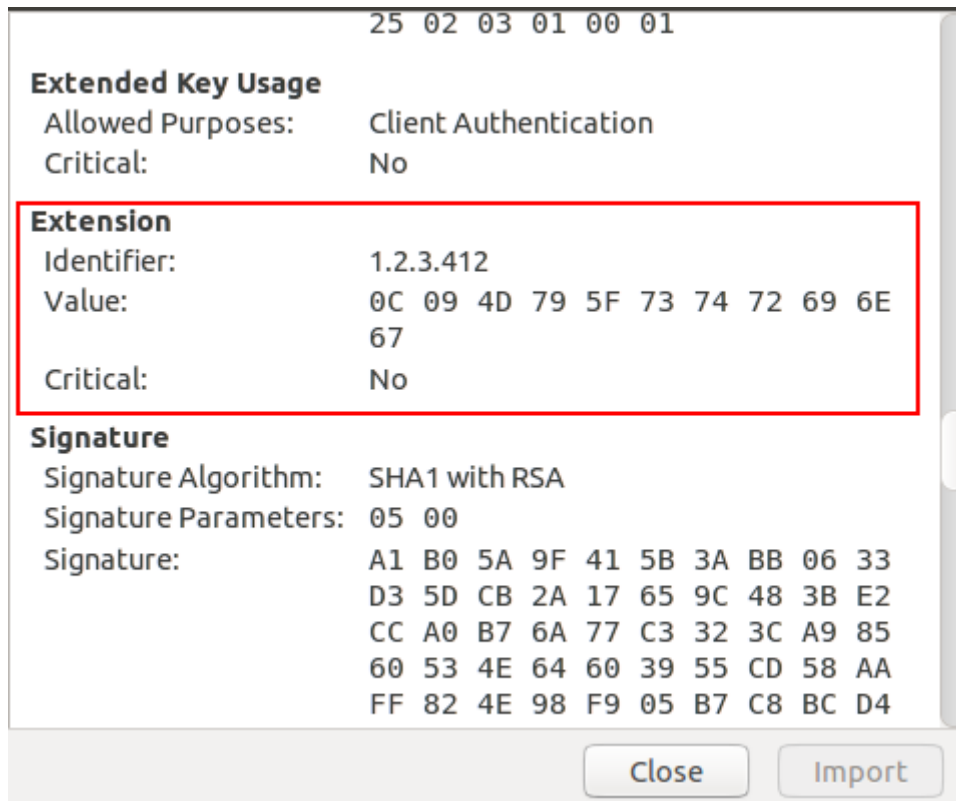 25 02 03 01 00 01
Extended Key Usage
Allowed Purposes: Client Authentication
Critical: No
Extension
Identifier: 1.2.3.412
Value: 0C 09 4D 79 5F 73 74 72 69 6E
67
Critical: No
Signature
Signature Algorithm: SHA1 with RSA
Signature Parameters: 05 00
Signature: A1 B0 5A 9F 41 5B 3A BB 06 33
D3 5D CB 2A 17 65 9C 48 3B E2
CC A0 B7 6A 77 C3 32 3C A9 85
60 53 4E 64 60 39 55 CD 58 AA
FF 82 4E 98 F9 05 B7 C8 BC D4
Close Import